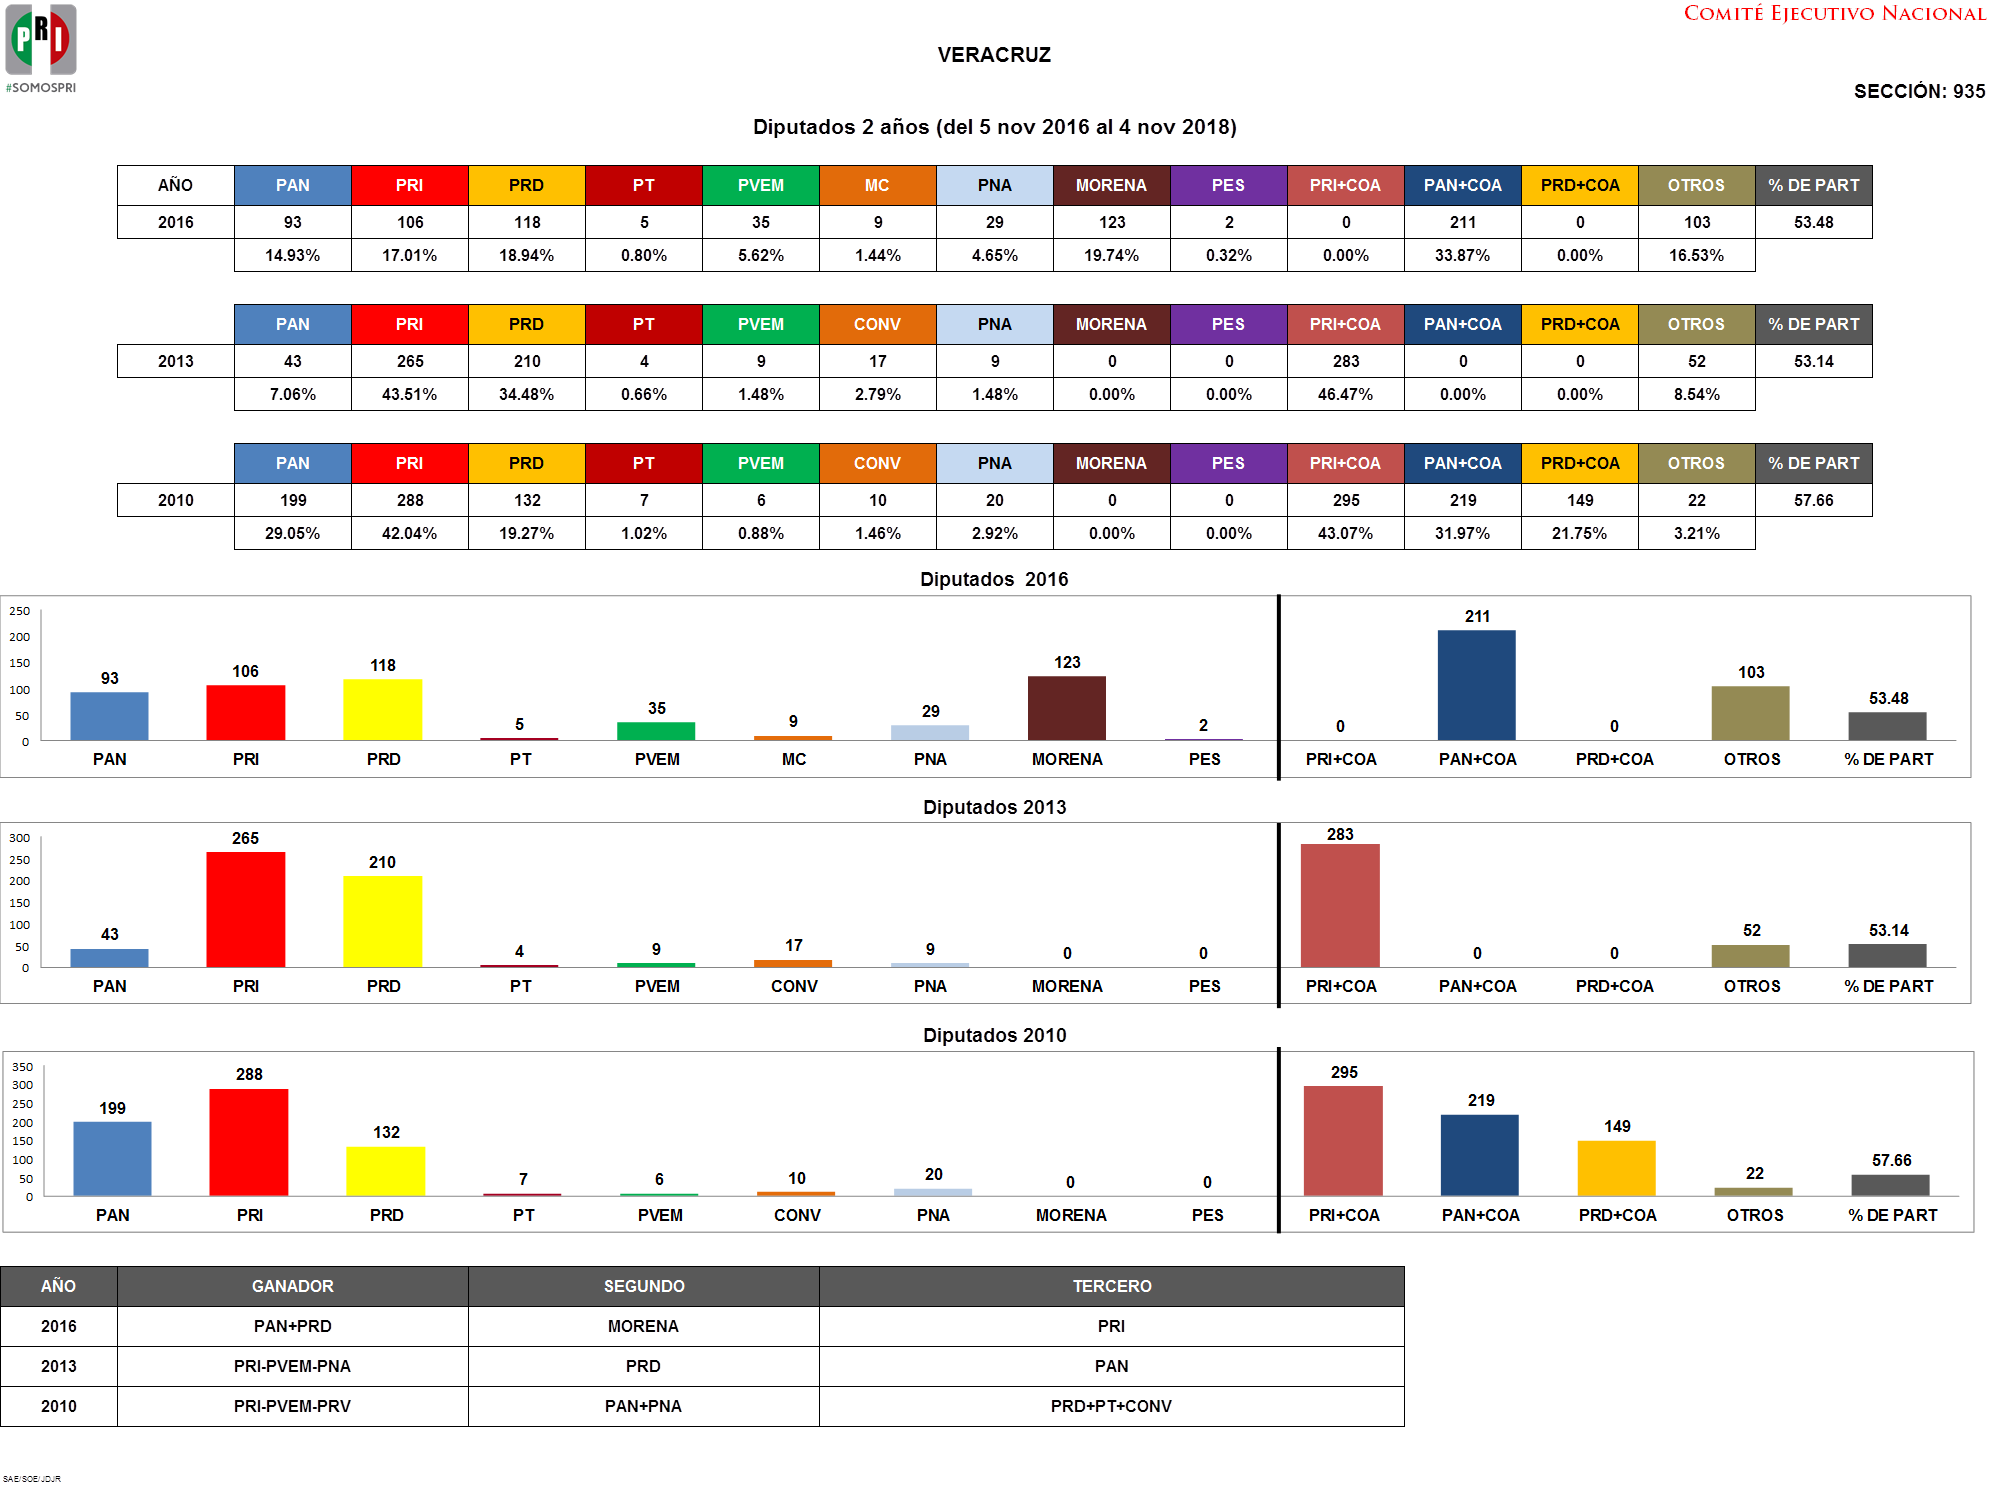 COMITÉ EJECUTIVO NACIONAL
PRI
#SOMOSPRI
VERACRUZ
SECCIÓN: 935
Diputados 2 años (del 5 nov 2016 al 4 nov 2018)
AÑO PAN PRI PRD PT PVEM MC PNA MORENA PES PRI+COA PAN+COA PRD+COA OTROS % DE PART
2016 93 106 118 5 35 9 29 123 2 0 211 0 103 53.48
14.93% 17.01% 18.94% 0.80% 5.62% 1.44% 4.65% 19.74% 0.32% 0.00% 33.87% 0.00% 16.53%
PAN PRI PRD PT PVEM CONV PNA MORENA PES PRI+COA PAN+COA PRD+COA OTROS % DE PART
2013 43 265 210 4 9 17 9 0 0 283 0 0 52 53.14
7.06% 43.51% 34.48% 0.66% 1.48% 2.79% 1.48% 0.00% 0.00% 46.47% 0.00% 0.00% 8.54%
PAN PRI PRD PT PVEM CONV PNA MORENA PES PRI+COA PAN+COA PRD+COA OTROS % DE PART
2010 199 288 132 7 6 10 20 0 0 295 219 149 22 57.66
29.05% 42.04% 19.27% 1.02% 0.88% 1.46% 2.92% 0.00% 0.00% 43.07% 31.97% 21.75% 3.21%
Diputados 2016
250
200
150
100
50
0
93 106 118 5 35 9 29 123 2 0 211 0 103 53.48
PAN PRI PRD PT PVEM MC PNA MORENA PES PRI+COA PAN+COA PRD+COA OTROS % DE PART
Diputados 2013
300
250
200
150
100
50
0
43 265 210 4 9 17 9 0 0 283 0 0 52 53.14
PAN PRI PRD PT PVEM CONV PNA MORENA PES PRI+COA PAN+COA PRD+COA OTROS % DE PART
Diputados 2010
350
300
250
200
150
100
50
0
199 288 132 7 6 10 20 0 0 295 219 149 22 57.66
PAN PRI PRD PT PVEM CONV PNA MORENA PES PRI+COA PAN+COA PRD+COA OTROS % DE PART
AÑO GANADOR SEGUNDO TERCERO
2016 PAN+PRD MORENA PRI
2013 PRI-PVEM-PNA PRD PAN
2010 PRI-PVEM-PRV PAN+PNA PRD+PT+CONV
SAE/SOE/JDJR